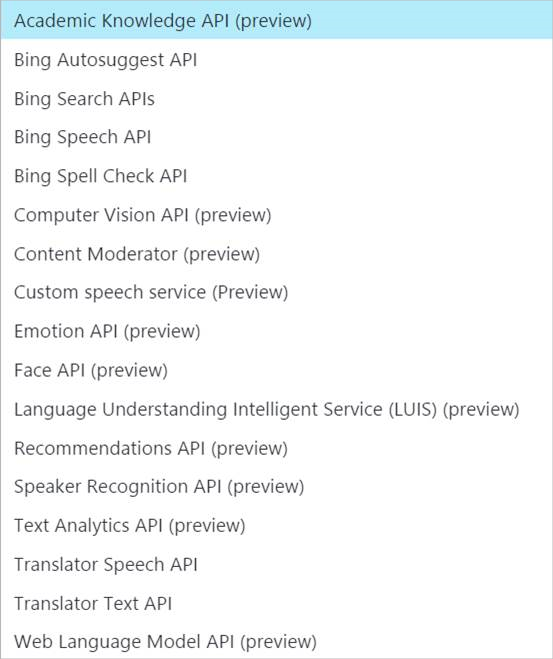 Academic Knowledge API (preview)
Bing Autosuggest API
Bing Search APIs
Bing Speech API
Bing Spell Check API
Computer Vision API (preview)
Content Moderator (preview)
Custom speech service (Preview)
Emotion API (preview)
Face API (preview)
Language Understanding Intelligent Service (LUIS) (preview)
Recommendations API (preview)
Speaker Recognition API (preview)
Text Analytics API (preview)
Translator Speech API
Translator Text API
Web Language Model API (preview)